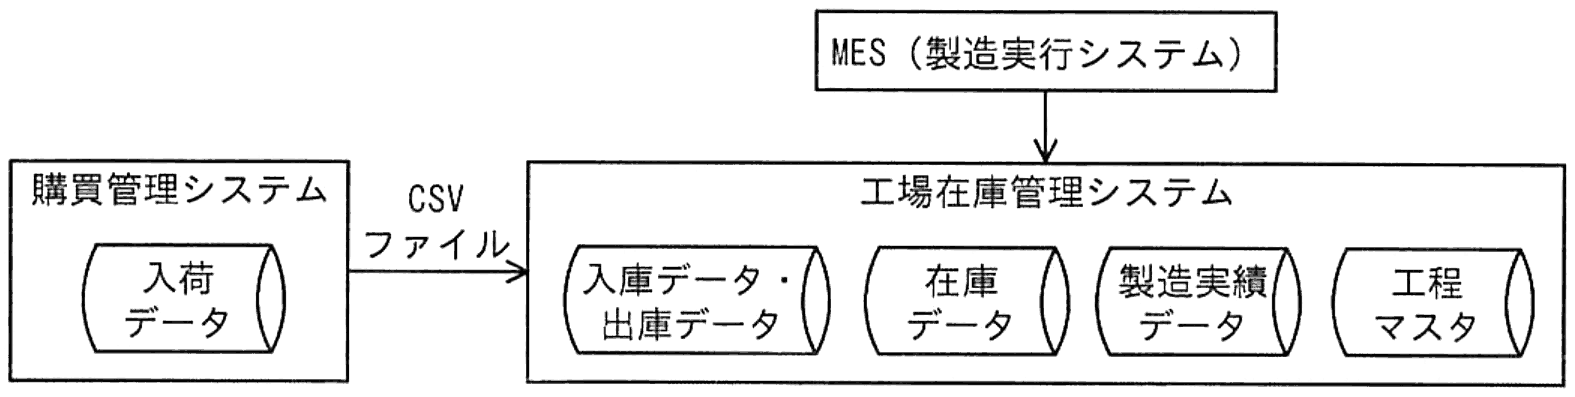 MES（製造実行システム）
購買管理システム
入荷
データ
CSV
ファイル
工場在庫管理システム
入庫データ・
出庫データ
在庫
データ
製造実績
データ
工程
マスタ